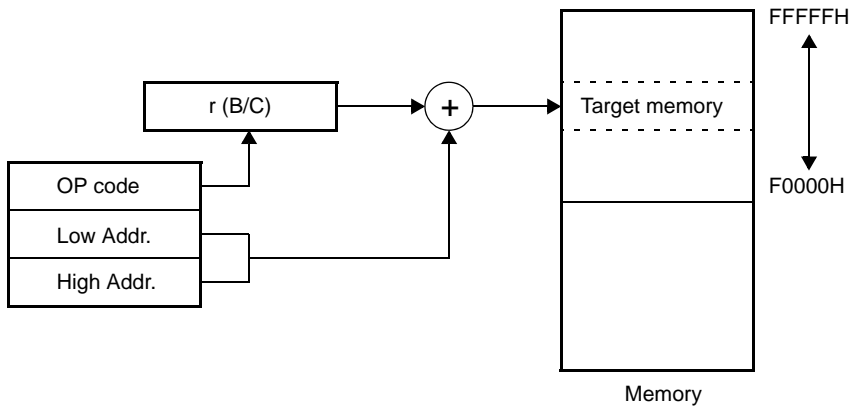 FFFFFH
r (B/C)
+
Target memory
OP code
F0000H
Low Addr.
High Addr.
Memory